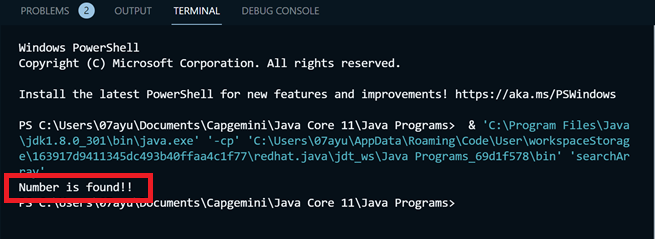 PROBLEMS 2 OUTPUT TERMINAL DEBUG CONSOLE
Windows PowerShell
Copyright (C) Microsoft Corporation. All rights reserved.
Install the latest PowerShell for new features and improvements! https://aka.ms/PSWindows
PS C:\Users\07ayu\Documents\Capgemini\Java Core 11\Java Programs>  & 'C:\Program Files\Java
\jdk1.8.0_301\bin\java.exe' '-cp' 'C:\Users\07ayu\AppData\Roaming\Code\User\workspaceStorag
e\163917d9411345dc493b40ffaa4c1f77\redhat.java\jdt_ws\Java Programs_69d1f578\bin' 'searchAr
ray'
Number is found!!
PS C:\Users\07ayu\Documents\Capgemini\Java Core 11\Java Programs>